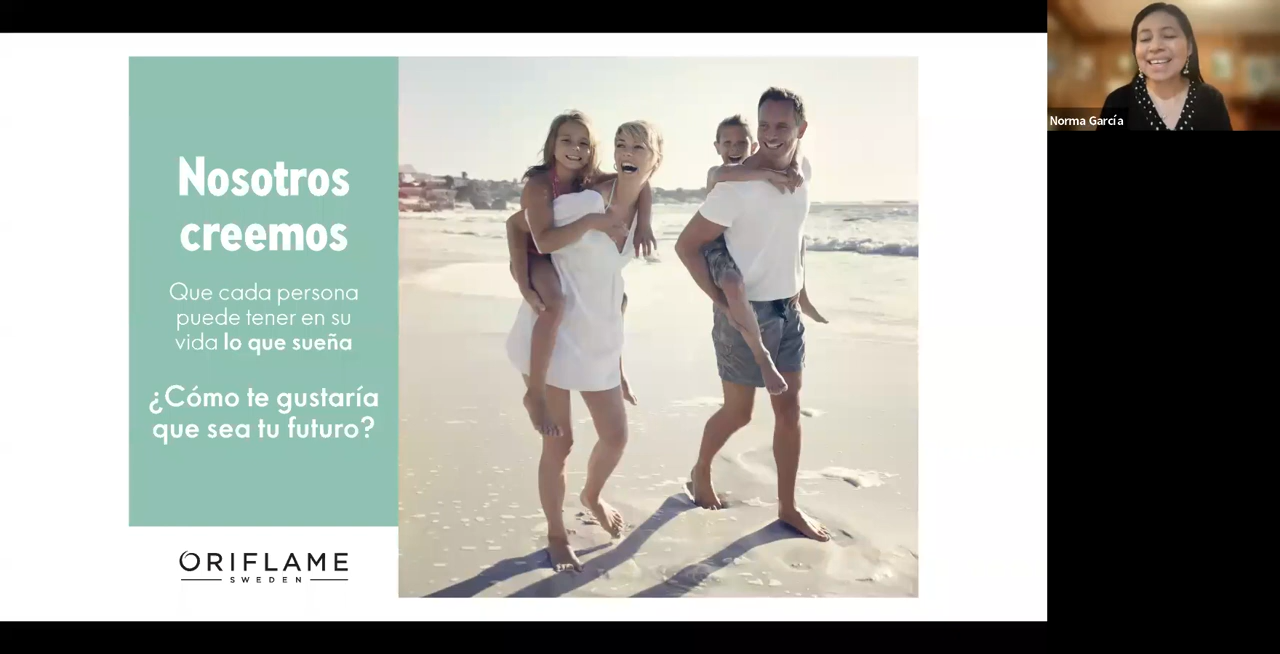 Nosotros
creemos
Que cada persona
puede tener en su
vida lo que sueña
¿Cómo te gustaría
que sea tu futuro?
ORIFLAME
SWEDEN
Norma García